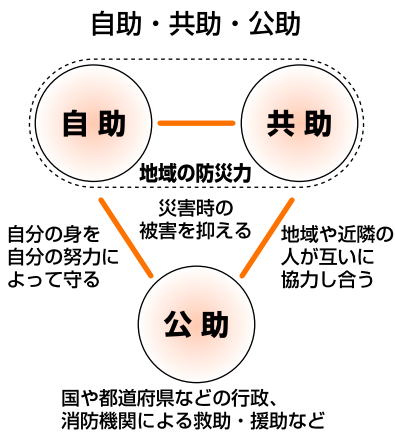 自助・共助・公助
自助
共助
地域の防災力
災害時の
被害を抑える
自分の身を
自分の努力に
よって守る
地域や近隣の
人が互いに
協力し合う
公助
国や都道府県などの行政、
消防機関による救助・援助など